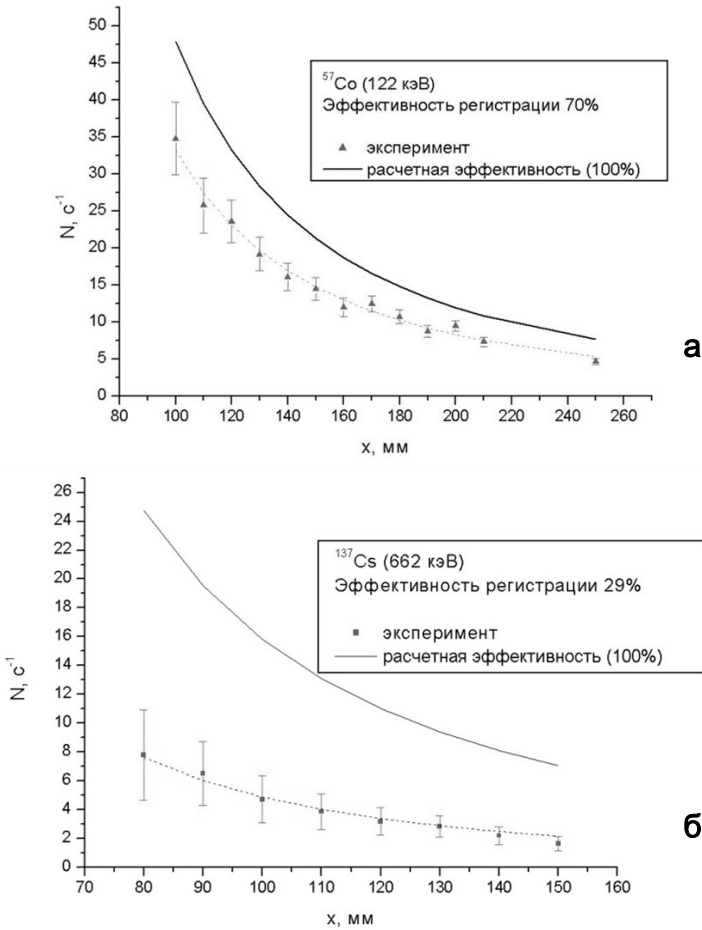 50
45
40
35
30
25
20
15
10
5
0
N, с⁻¹
⁵⁷Co (122 кэВ)
Эффективность регистрации 70%
эксперимент
расчетная эффективность (100%)
80 100 120 140 160 180 200 220 240 260
х, мм
а
26
24
22
20
18
16
14
12
10
8
6
4
2
0
N, с⁻¹
¹³⁷Cs (662 кэВ)
Эффективность регистрации 29%
эксперимент
расчетная эффективность (100%)
70 80 90 100 110 120 130 140 150 160
х, мм
б